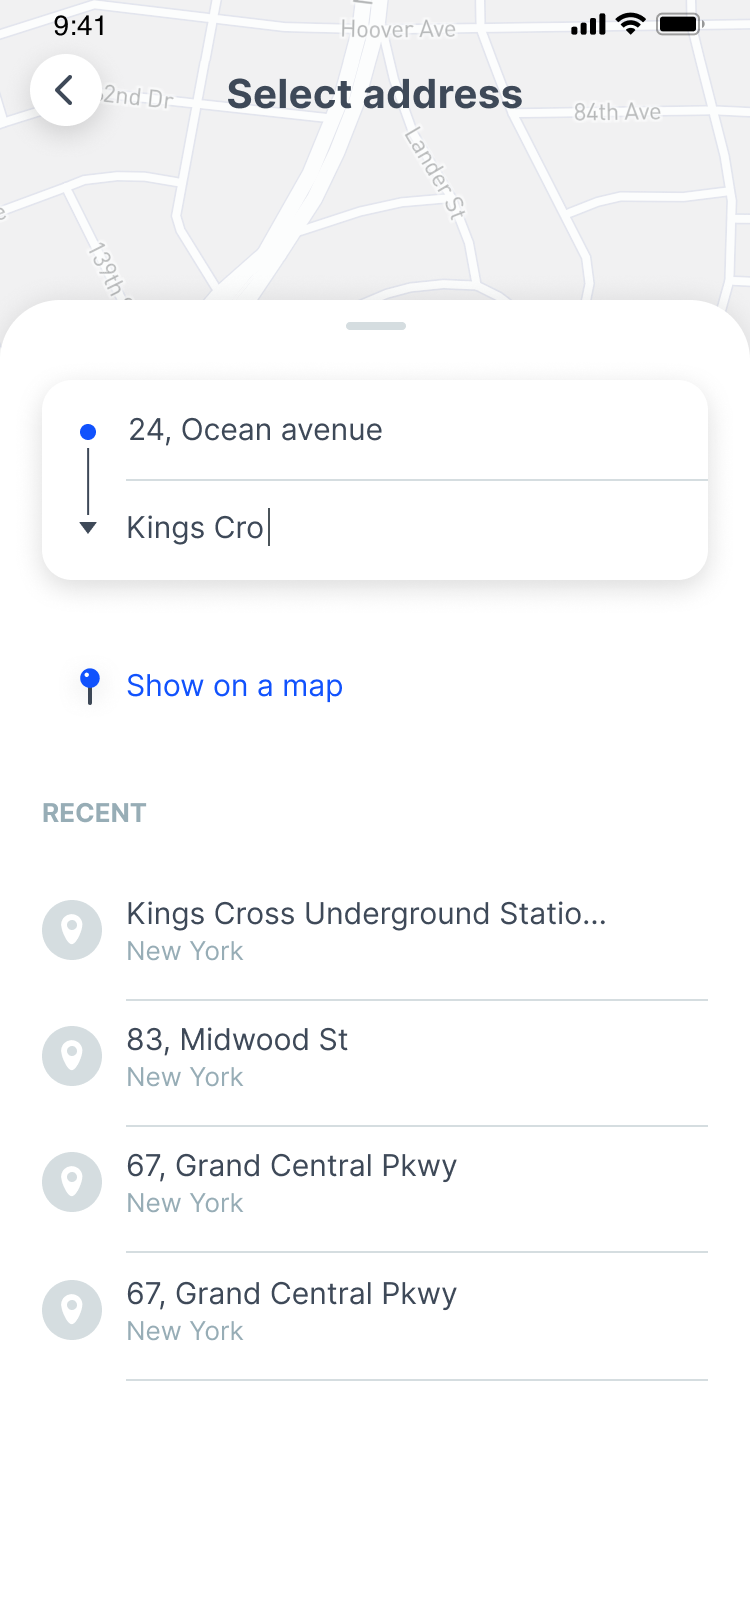 9:41
Hoover Ave
2nd Dr
Select address
84th Ave
Lander St
139th
24, Ocean avenue
Kings Cro
Show on a map
RECENT
Kings Cross Underground Statio...
New York
83, Midwood St
New York
67, Grand Central Pkwy
New York
67, Grand Central Pkwy
New York